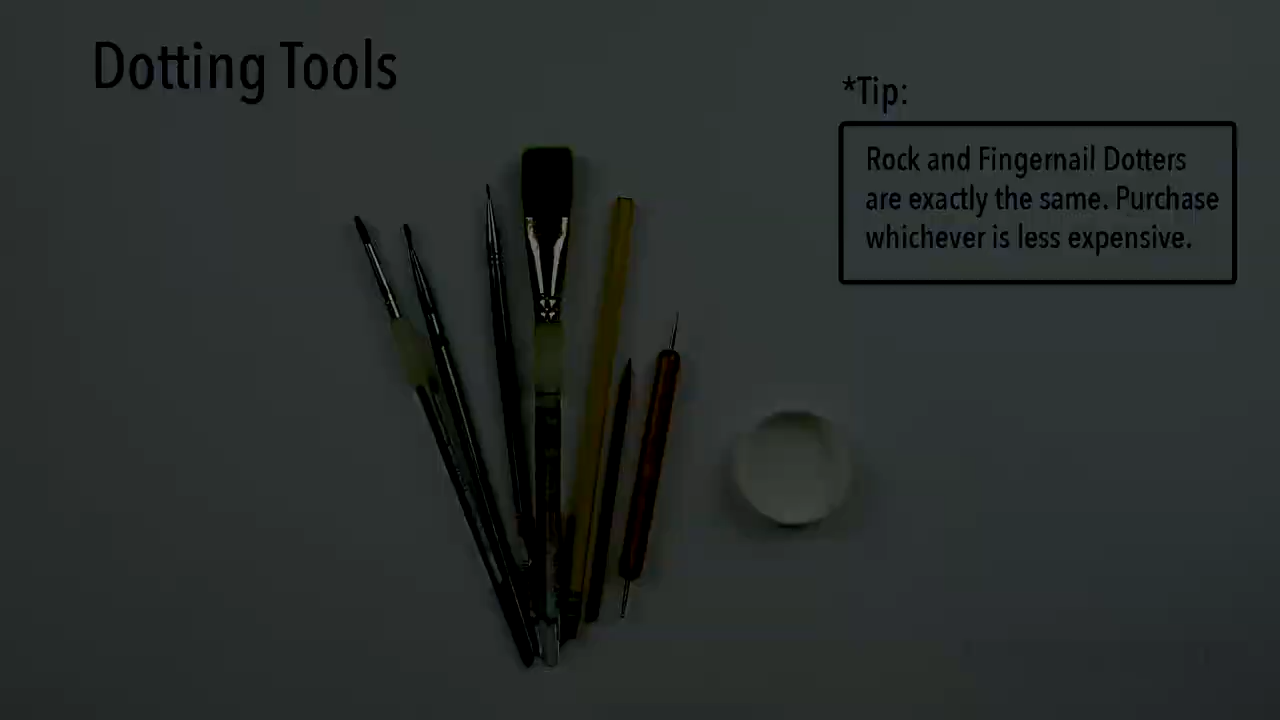 Dotting Tools
*Tip:
Rock and Fingernail Dotters
are exactly the same. Purchase
whichever is less expensive.